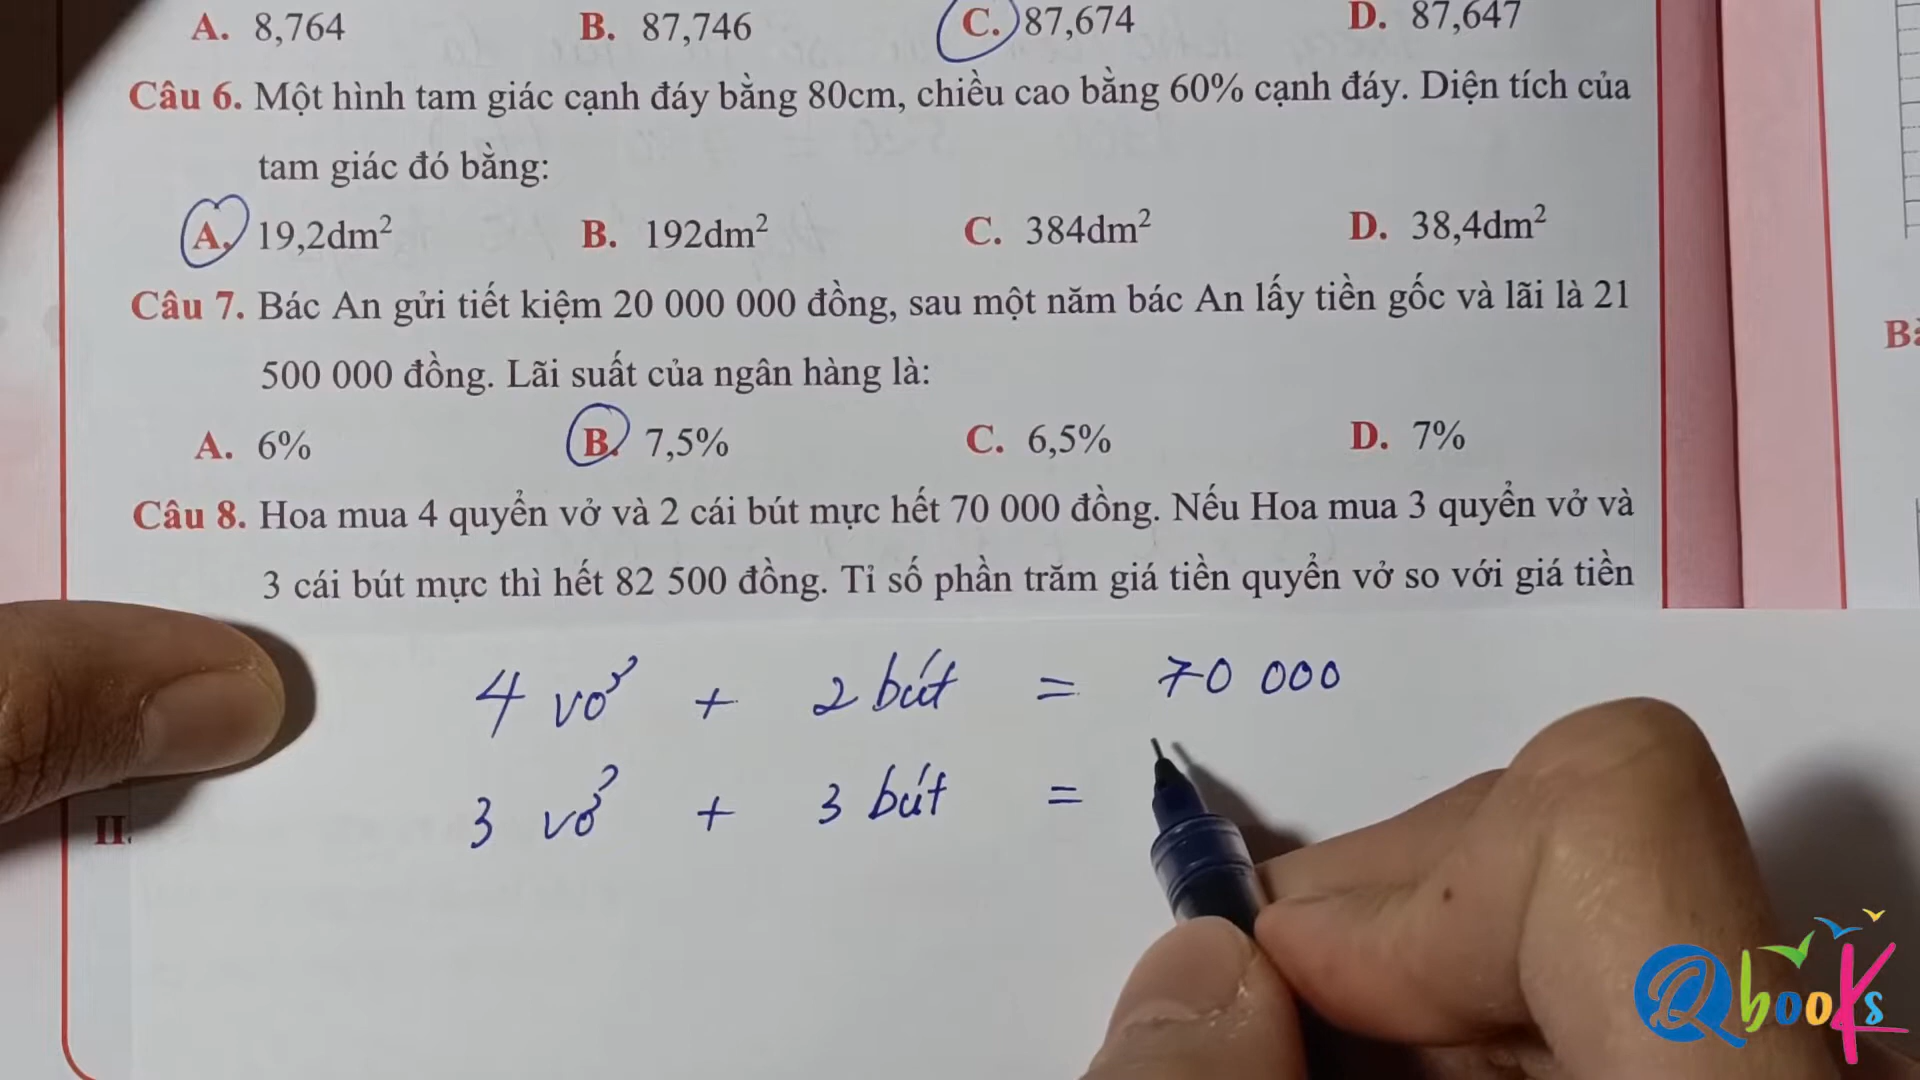 A. 8,764 B. 87,746 C. 87,674 D. 87,647
Câu 6. Một hình tam giác cạnh đáy bằng 80cm, chiều cao bằng 60% cạnh đáy. Diện tích của
tam giác đó bằng:
A. 19,2dm² B. 192dm² C. 384dm² D. 38,4dm²
Câu 7. Bác An gửi tiết kiệm 20 000 000 đồng, sau một năm bác An lấy tiền gốc và lãi là 21
500 000 đồng. Lãi suất của ngân hàng là:
A. 6% B. 7,5% C. 6,5% D. 7%
Câu 8. Hoa mua 4 quyển vở và 2 cái bút mực hết 70 000 đồng. Nếu Hoa mua 3 quyển vở và
3 cái bút mực thì hết 82 500 đồng. Tỉ số phần trăm giá tiền quyển vở so với giá tiền
4 vở + 2 bút = 70 000
3 vở + 3 bút =
II.
Qbooks